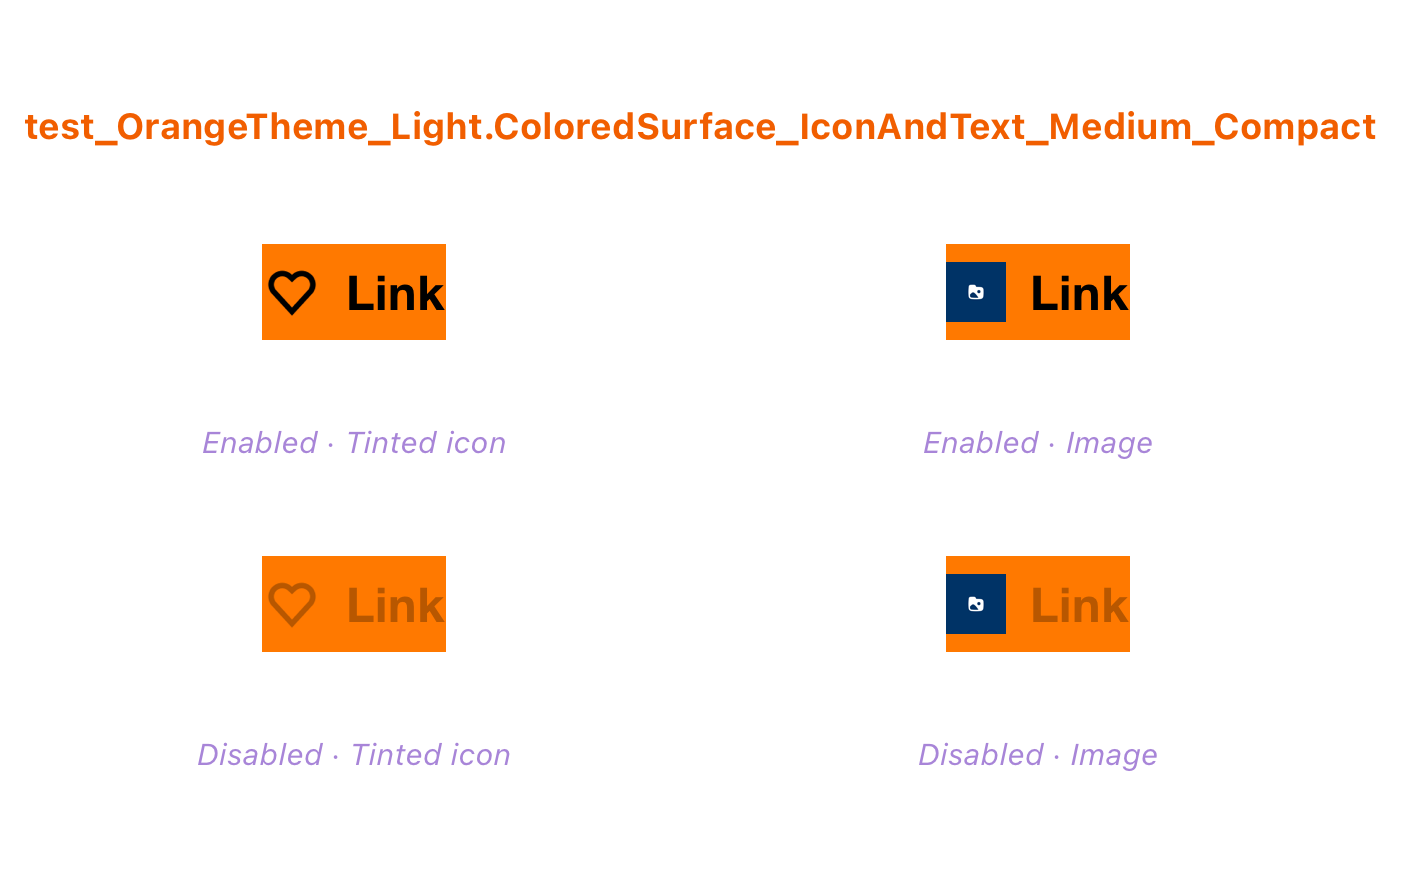 test_OrangeTheme_Light.ColoredSurface_IconAndText_Medium_Compact
Link
Link
Enabled · Tinted icon
Enabled · Image
Link
Link
Disabled · Tinted icon
Disabled · Image